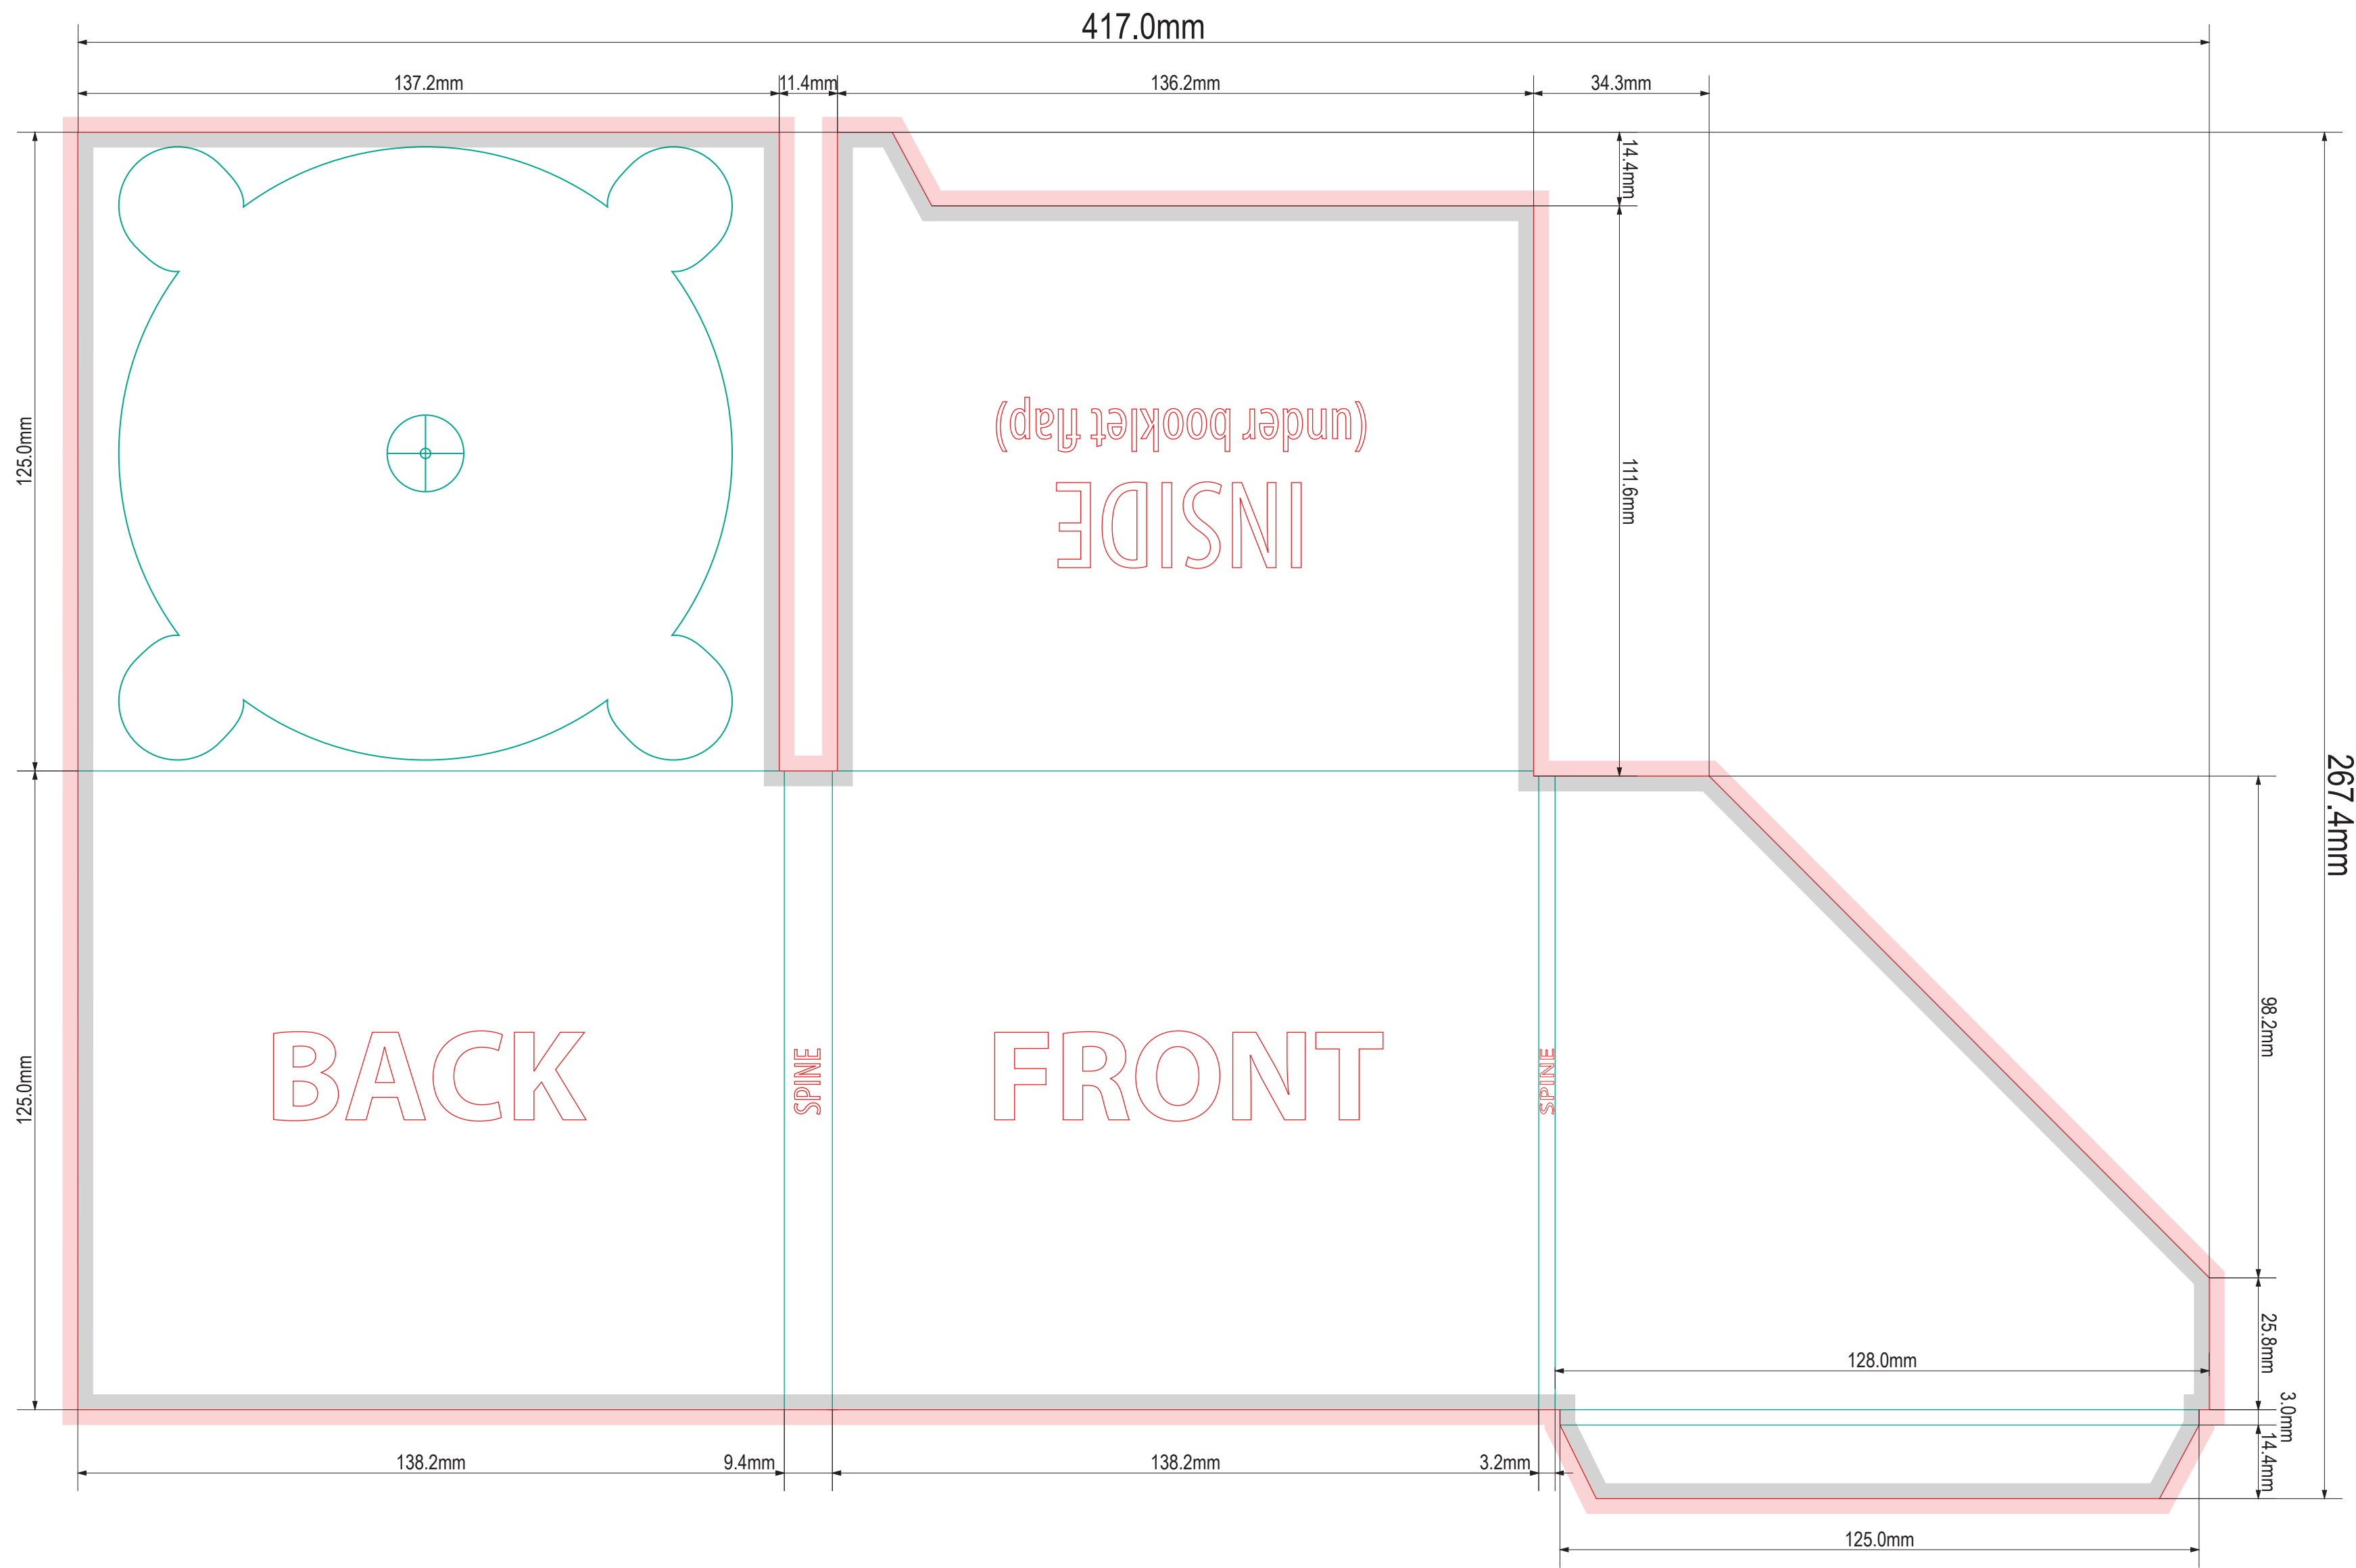 417.0mm
137.2mm
11.4mm
136.2mm
34.3mm
14.4mm
125.0mm
(under booklet flap)
INSIDE
111.6mm
267.4mm
98.2mm
125.0mm
BACK
SPINE
FRONT
SPINE
25.8mm
128.0mm
3.0mm
138.2mm
9.4mm
138.2mm
3.2mm
14.4mm
125.0mm